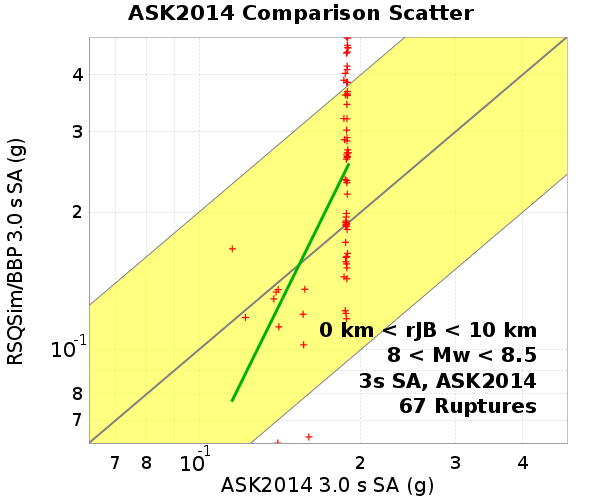 ASK2014 Comparison Scatter
RSQSim/BBP 3.0 s SA (g)
4
3
2
10-1
8
7
0 km < rJB < 10 km
8 < Mw < 8.5
3s SA, ASK2014
67 Ruptures
7 8 10-1 2 3 4
ASK2014 3.0 s SA (g)